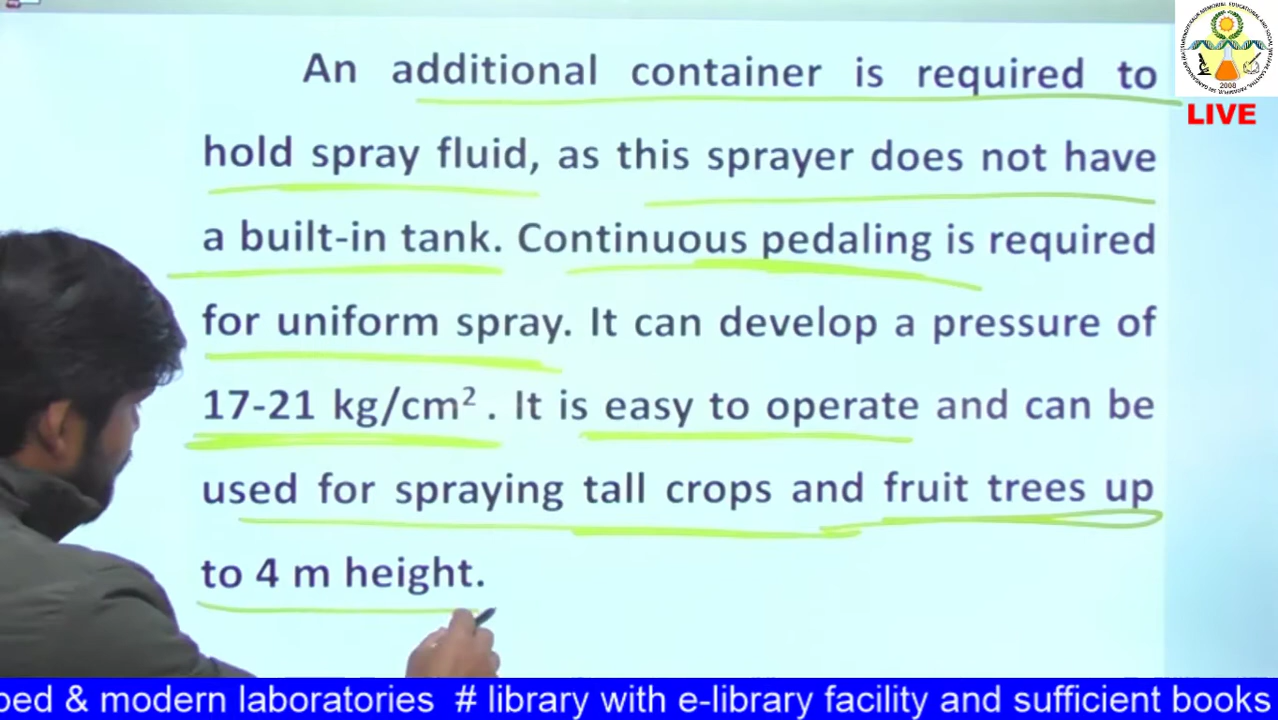 An additional container is required to
hold spray fluid, as this sprayer does not have
a built-in tank. Continuous pedaling is required
for uniform spray. It can develop a pressure of
17-21 kg/cm². It is easy to operate and can be
used for spraying tall crops and fruit trees up
to 4 m height.
2008
LIVE
& modern laboratories # library with e-library facility and sufficient books